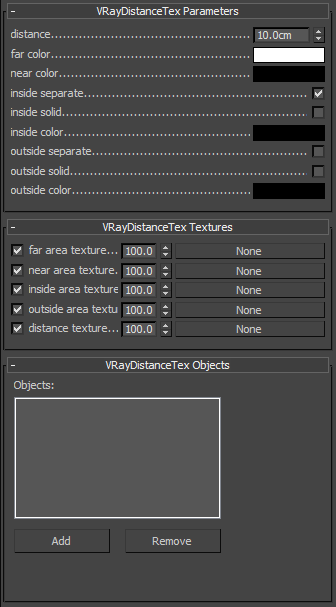 - VRayDistanceTex Parameters
distance............................................ 10.0cm
far color............................................
near color............................................
inside separate............................................
inside solid............................................
inside color............................................
outside separate............................................
outside solid............................................
outside color............................................
- VRayDistanceTex Textures
far area texture... 100.0 None
near area texture. 100.0 None
inside area texture 100.0 None
outside area textu 100.0 None
distance texture... 100.0 None
- VRayDistanceTex Objects
Objects:
Add Remove